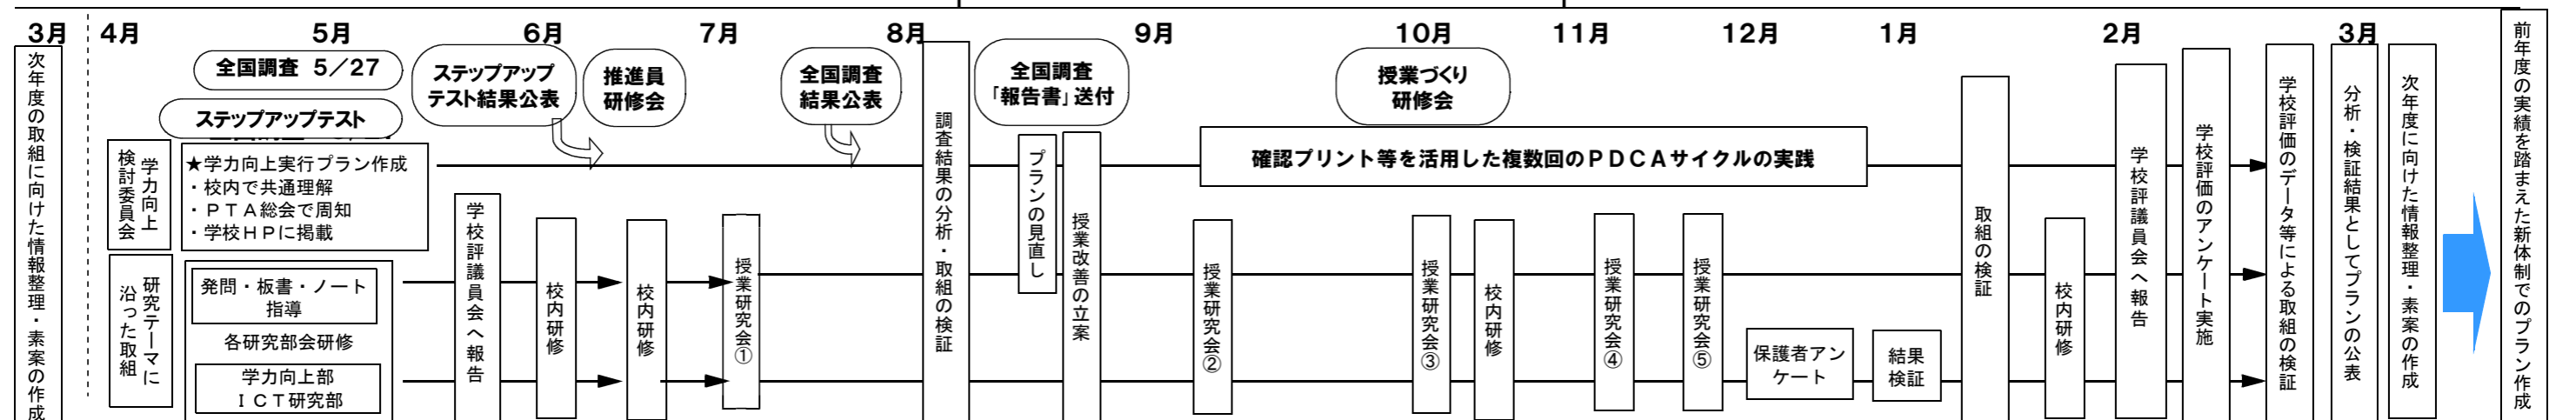 3月
4月
5月
6月
7月
8月
9月
10月
11月
12月
1月
2月
3月
次年度の取組に向けた情報整理・素案の作成
全国調査 5/27
ステップアップテスト
ステップアップ
テスト結果公表
推進員
研修会
全国調査
結果公表
全国調査
「報告書」送付
授業づくり
研修会
学力向上
検討委員会
★学力向上実行プラン作成
・校内で共通理解
・PTA総会で周知
・学校HPに掲載
研究テーマに
沿った取組
発問・板書・ノート
指導
各研究部会研修
学力向上部
ICT研究部
学校評議員会へ報告
校内研修
校内研修
授業研究会①
調査結果の分析・取組の検証
プランの見直し
授業改善の立案
確認プリント等を活用した複数回のPDCAサイクルの実践
授業研究会②
授業研究会③
校内研修
授業研究会④
授業研究会⑤
保護者アン
ケート
結果
検証
取組の検証
校内研修
学校評議員会へ報告
学校評価のアンケート実施
学校評価のデータ等による取組の検証
分析・検証結果としてプランの公表
次年度に向けた情報整理・素案の作成
前年度の実績を踏まえた新体制でのプラン作成